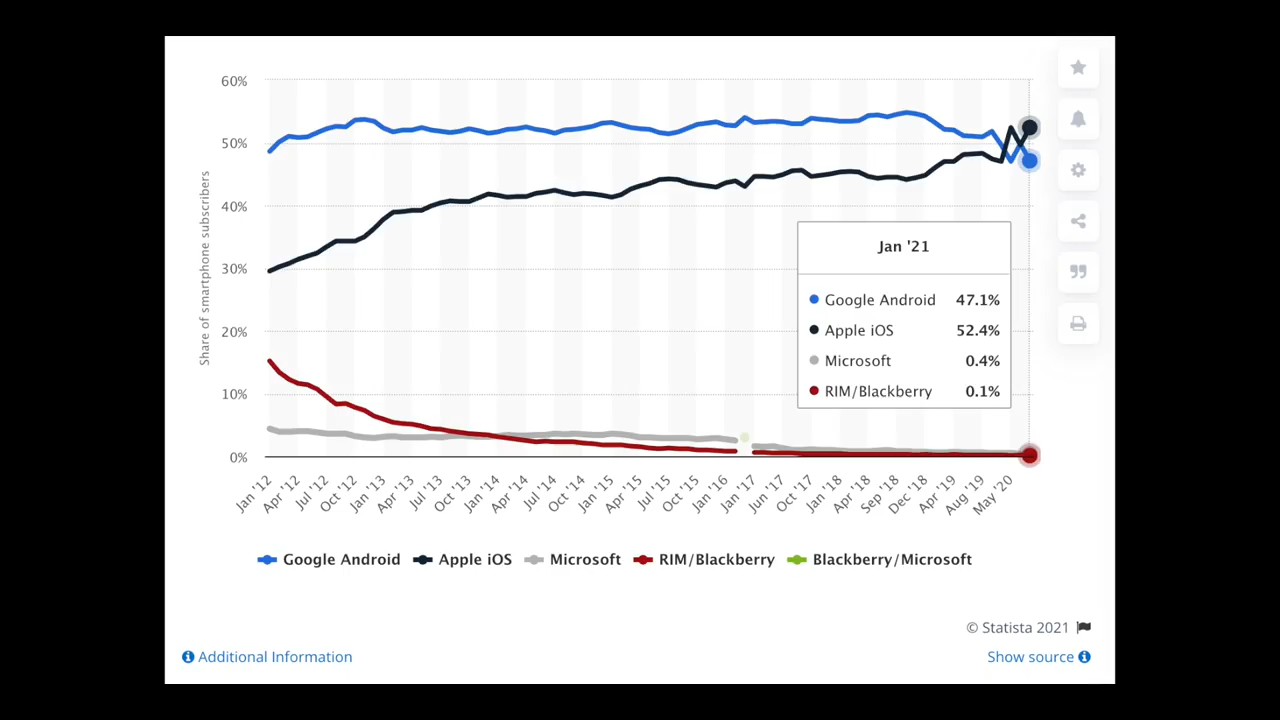 60%
50%
40%
30%
20%
10%
0%
Share of smartphone subscribers
Jan '21
Google Android 47.1%
Apple iOS 52.4%
Microsoft 0.4%
RIM/Blackberry 0.1%
Jan '12
Apr '12
Jul '12
Oct '12
Jan '13
Apr '13
Jul '13
Oct '13
Jan '14
Apr '14
Jul '14
Oct '14
Jan '15
Apr '15
Jul '15
Oct '15
Jan '16
Jan '17
Jun '17
Oct '17
Jan '18
Apr '18
Sep '18
Dec '18
Apr '19
Aug '19
May '20
Google Android Apple iOS Microsoft RIM/Blackberry Blackberry/Microsoft
© Statista 2021
Additional Information
Show source